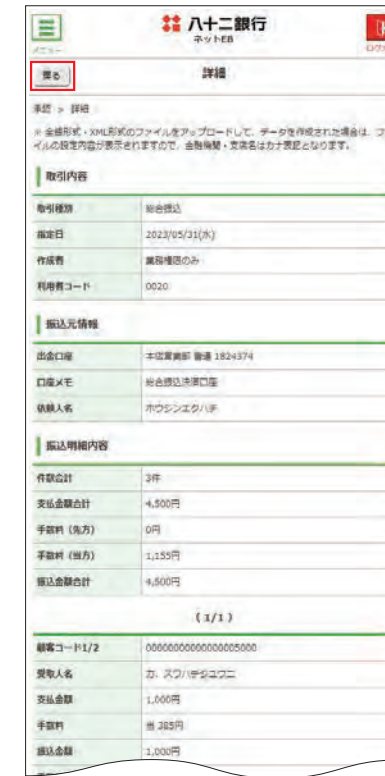 八十二銀行
ネットEB
メニュー
戻る
詳細
承認 > 詳細
※ 全銀形式・XML形式のファイルをアップロードして、データを作成された場合は、フ
イルの設定内容が表示されますので、金融機関・支店名はカナ表記となります。
取引内容
取引種別 総合振込
指定日 2023/05/31(水)
作成者 業務権限のみ
利用者コード 0020
振込元情報
出金口座 本店営業部 普通 1824374
口座メモ 総合振込決済口座
依頼人名 ホウシンエクハチ
振込明細内容
件数合計 3件
支払金額合計 4,500円
手数料（先方） 0円
手数料（当方） 1,155円
振込金額合計 4,500円
( 1/1 )
顧客コード1/2 00000000000000005000
受取人名 カ. スワハチジユウニ
支払金額 1,000円
手数料 当 385円
振込金額 1,000円